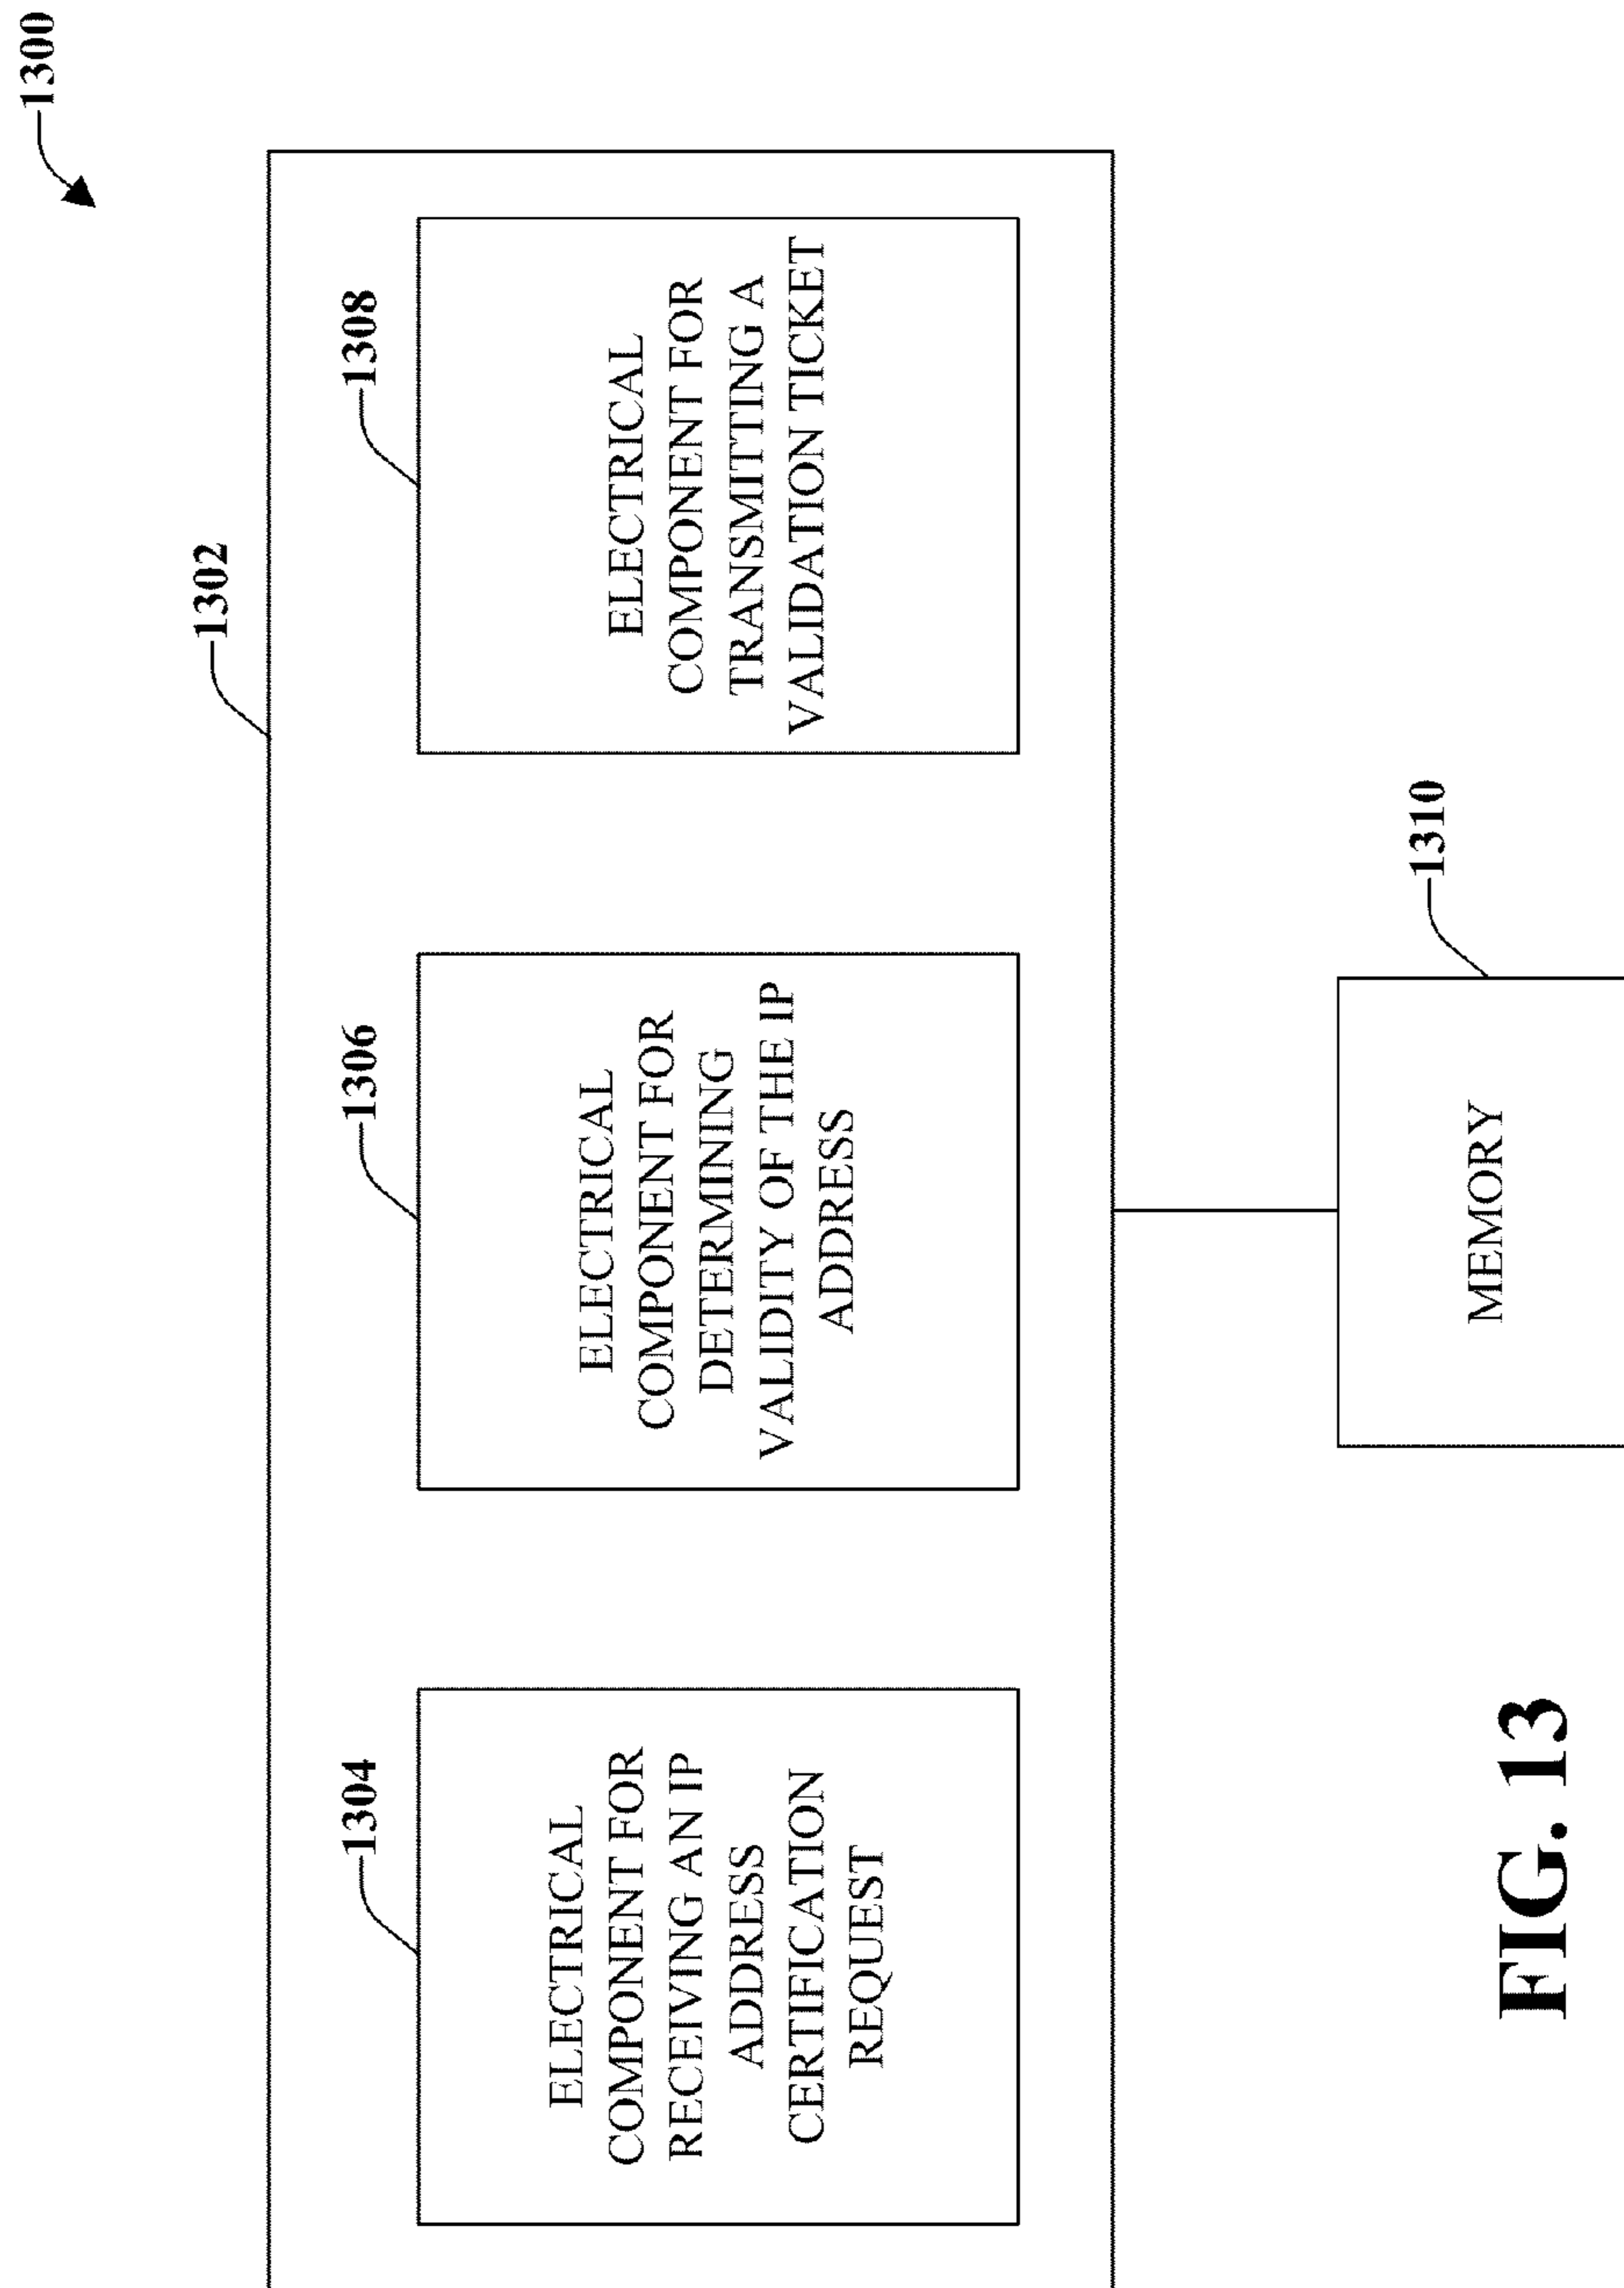 1300
1302
1304
ELECTRICAL
COMPONENT FOR
RECEIVING AN IP
ADDRESS
CERTIFICATION
REQUEST
1306
ELECTRICAL
COMPONENT FOR
DETERMINING
VALIDITY OF THE IP
ADDRESS
1308
ELECTRICAL
COMPONENT FOR
TRANSMITTING A
VALIDATION TICKET
1310
MEMORY
FIG. 13